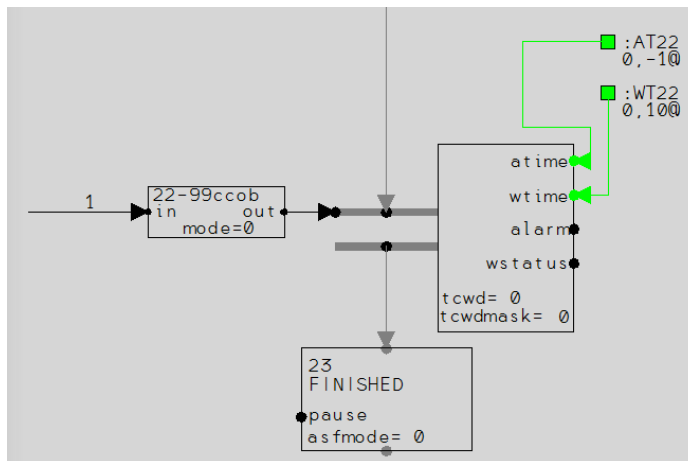 :AT22
0,-1@
:WT22
0,10@
atime
1
22-99ccob
wtime
in out
mode=0
alarm
wstatus
tcwd= 0
tcwdmask= 0
23
FINISHED
pause
asfmode= 0